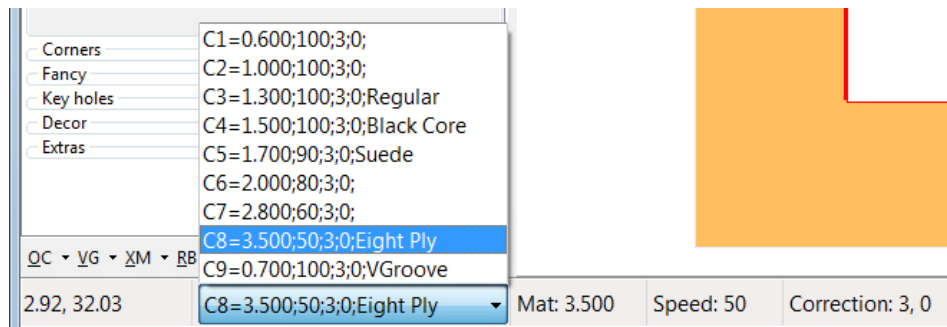 Corners
Fancy
Key holes
Decor
Extras
C1=0.600;100;3;0;
C2=1.000;100;3;0;
C3=1.300;100;3;0;Regular
C4=1.500;100;3;0;Black Core
C5=1.700;90;3;0;Suede
C6=2.000;80;3;0;
C7=2.800;60;3;0;
C8=3.500;50;3;0;Eight Ply
C9=0.700;100;3;0;VGroove
OC VG XM RB
2.92, 32.03 C8=3.500;50;3;0;Eight Ply Mat: 3.500 Speed: 50 Correction: 3, 0